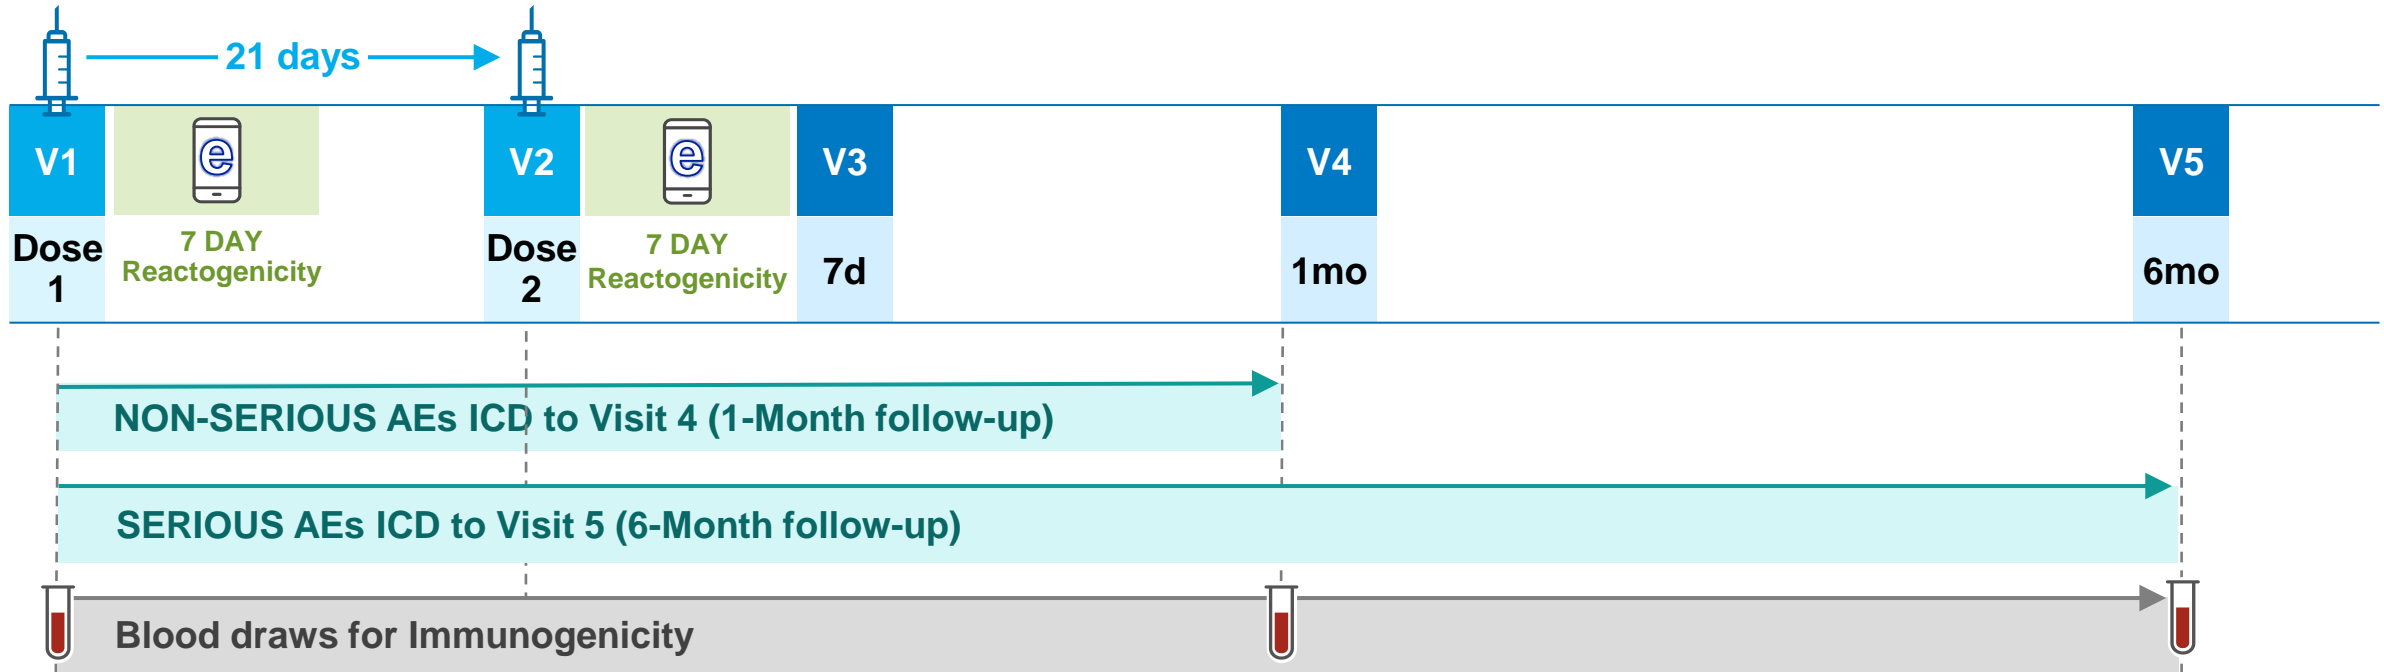 21 days
V1
e
V2
e
V3
V4
V5
Dose
1
7 DAY
Reactogenicity
Dose
2
7 DAY
Reactogenicity
7d
1mo
6mo
NON-SERIOUS AEs ICD to Visit 4 (1-Month follow-up)
SERIOUS AEs ICD to Visit 5 (6-Month follow-up)
Blood draws for Immunogenicity